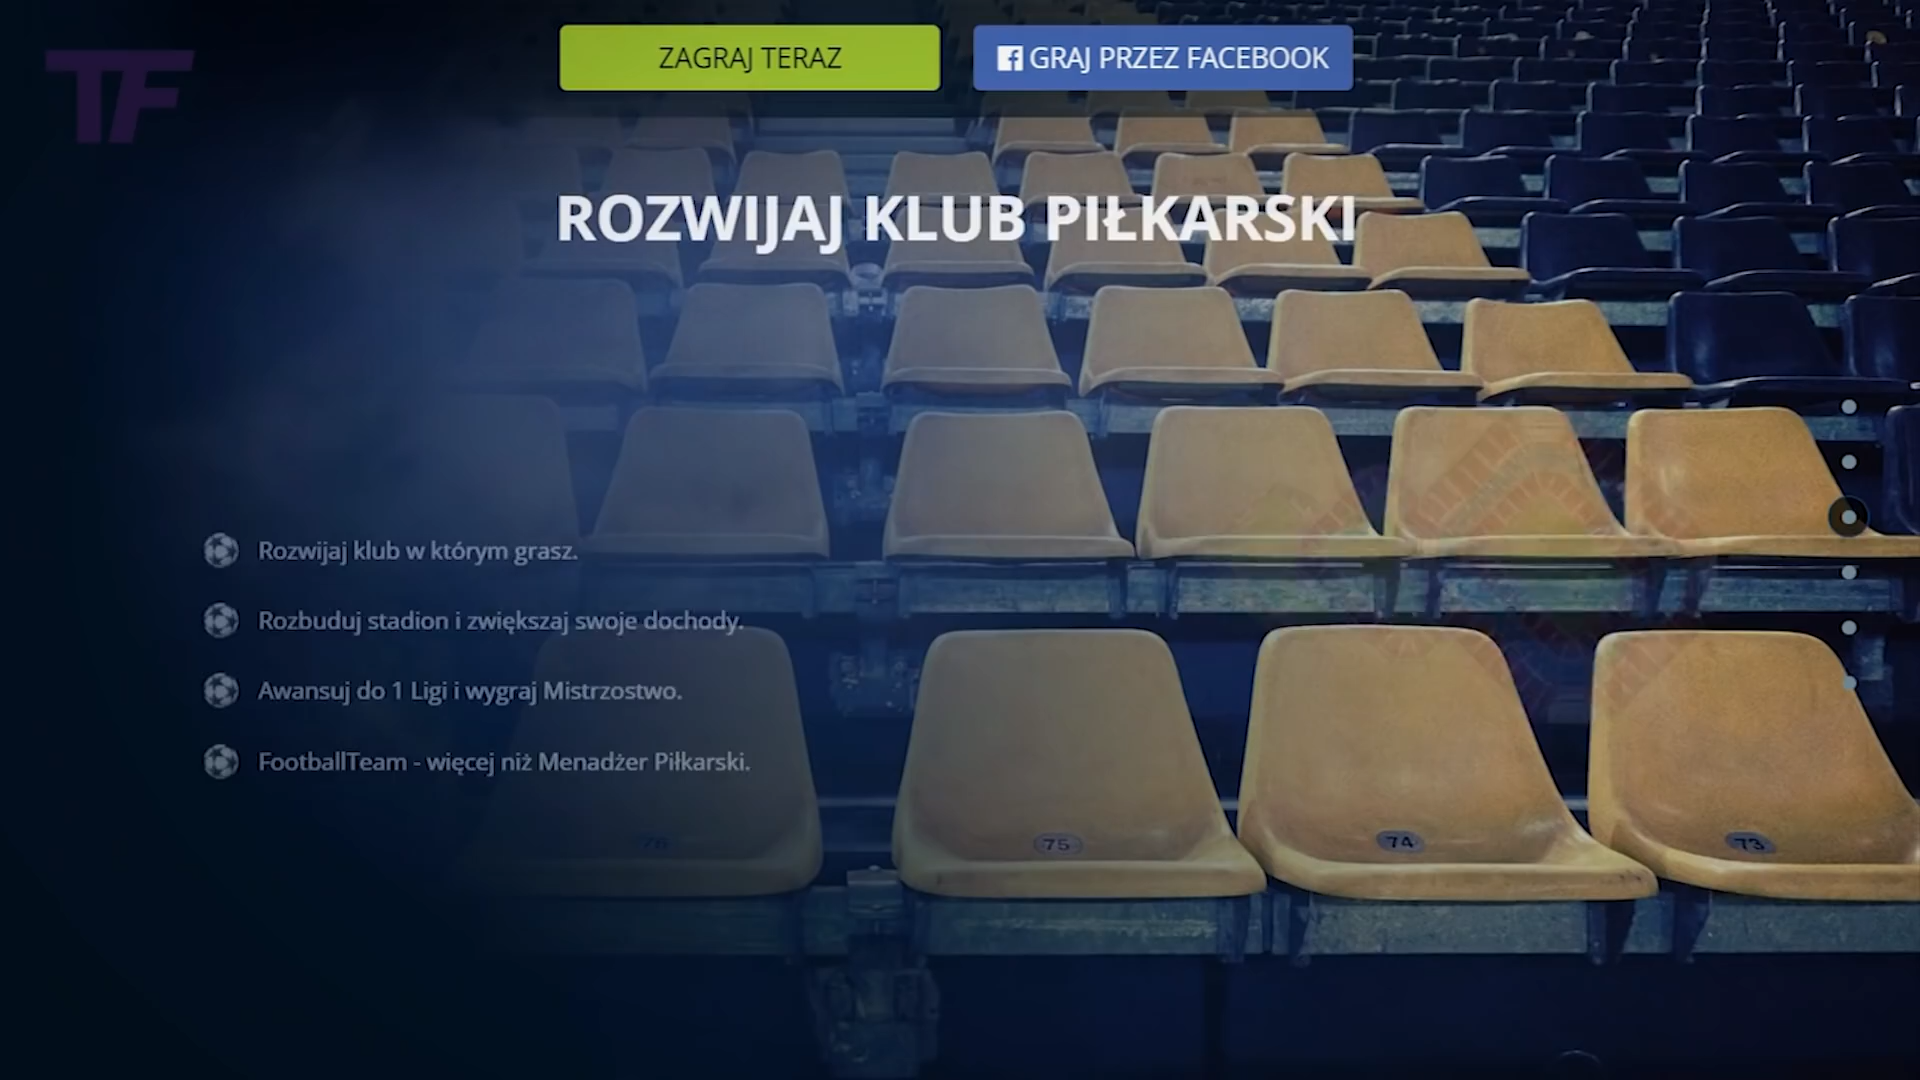 ZAGRAJ TERAZ
GRAJ PRZEZ FACEBOOK
TF
ROZWIJAJ KLUB PIŁKARSKI
Rozwijaj klub w którym grasz.
Rozbuduj stadion i zwiększaj swoje dochody.
Awansuj do 1 Ligi i wygraj Mistrzostwo.
FootballTeam - więcej niż Menadżer Piłkarski.
76 75 74 73